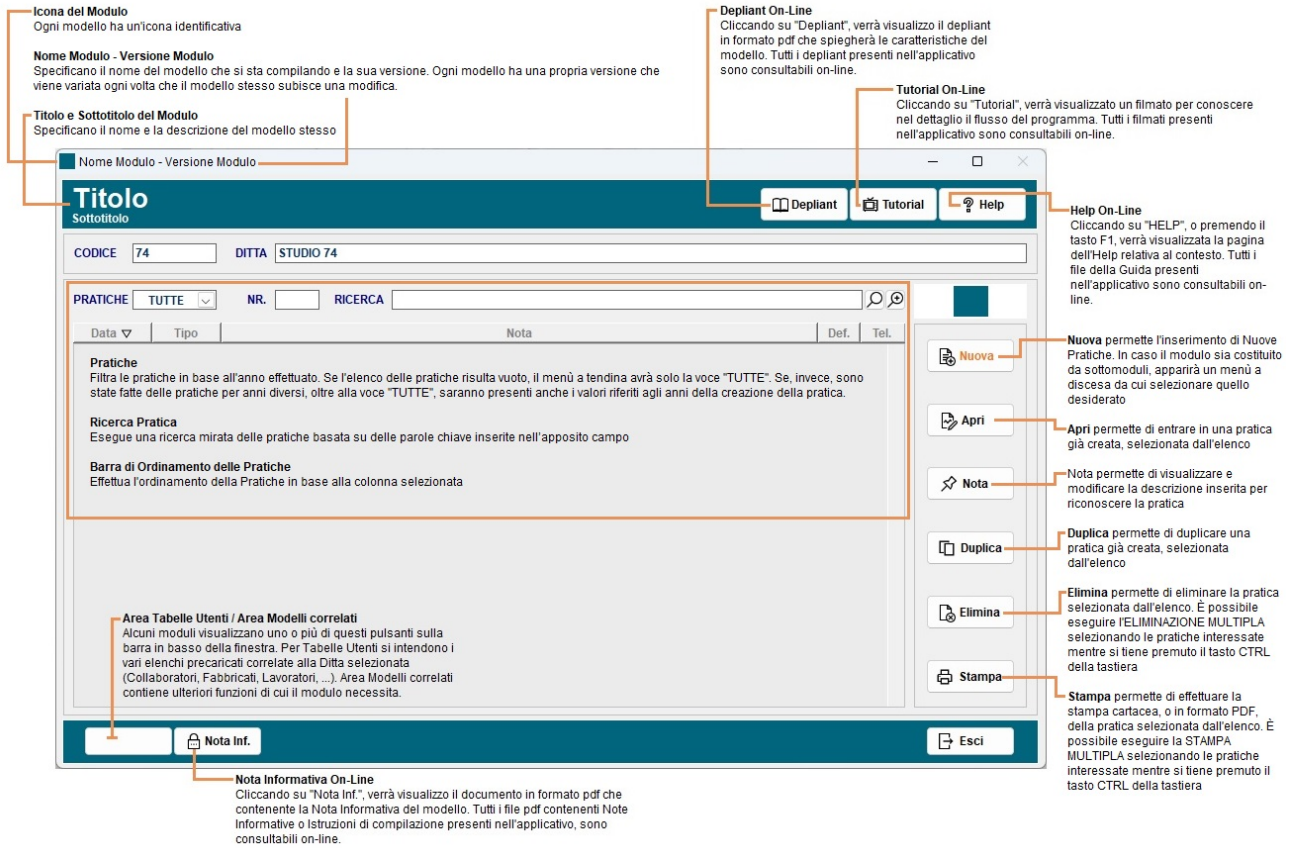 Icona del Modulo
Ogni modello ha un'icona identificativa
Nome Modulo - Versione Modulo
Specificano il nome del modello che si sta compilando e la sua versione. Ogni modello ha una propria versione che
viene variata ogni volta che il modello stesso subisce una modifica.
Titolo e Sottotitolo del Modulo
Specificano il nome e la descrizione del modello stesso
Depliant On-Line
Cliccando su "Depliant", verrà visualizzo il depliant
in formato pdf che spiegherà le caratteristiche del
modello. Tutti i depliant presenti nell'applicativo
sono consultabili on-line.
Tutorial On-Line
Cliccando su "Tutorial", verrà visualizzato un filmato per conoscere
nel dettaglio il flusso del programma. Tutti i filmati presenti
nell'applicativo sono consultabili on-line.
Nome Modulo - Versione Modulo
Titolo
Sottotitolo
Depliant
Tutorial
Help
Help On-Line
Cliccando su "HELP", o premendo il
tasto F1, verrà visualizzata la pagina
dell'Help relativa al contesto. Tutti i
file della Guida presenti
nell'applicativo sono consultabili on-
line.
CODICE 74 DITTA STUDIO 74
PRATICHE TUTTE NR. RICERCA
Data Tipo Nota Def. Tel.
Pratiche
Filtra le pratiche in base all'anno effettuato. Se l'elenco delle pratiche risulta vuoto, il menù a tendina avrà solo la voce "TUTTE". Se, invece, sono
state fatte delle pratiche per anni diversi, oltre alla voce "TUTTE", saranno presenti anche i valori riferiti agli anni della creazione della pratica.
Ricerca Pratica
Esegue una ricerca mirata delle pratiche basata su delle parole chiave inserite nell'apposito campo
Barra di Ordinamento delle Pratiche
Effettua l'ordinamento della Pratiche in base alla colonna selezionata
Nuova
Nuova permette l'inserimento di Nuove
Pratiche. In caso il modulo sia costituito
da sottomoduli, apparirà un menù a
discesa da cui selezionare quello
desiderato
Apri
Apri permette di entrare in una pratica
già creata, selezionata dall'elenco
Nota
Nota permette di visualizzare e
modificare la descrizione inserita per
riconoscere la pratica
Duplica
Duplica permette di duplicare una
pratica già creata, selezionata
dall'elenco
Elimina
Elimina permette di eliminare la pratica
selezionata dall'elenco. È possibile
eseguire l'ELIMINAZIONE MULTIPLA
selezionando le pratiche interessate
mentre si tiene premuto il tasto CTRL
della tastiera
Stampa
Stampa permette di effettuare la
stampa cartacea, o in formato PDF,
della pratica selezionata dall'elenco. È
possibile eseguire la STAMPA
MULTIPLA selezionando le pratiche
interessate mentre si tiene premuto il
tasto CTRL della tastiera
Area Tabelle Utenti / Area Modelli correlati
Alcuni moduli visualizzano uno o più di questi pulsanti sulla
barra in basso della finestra. Per Tabelle Utenti si intendono i
vari elenchi precaricati correlate alla Ditta selezionata
(Collaboratori, Fabbricati, Lavoratori, ...). Area Modelli correlati
contiene ulteriori funzioni di cui il modulo necessita.
Nota Inf.
Esci
Nota Informativa On-Line
Cliccando su "Nota Inf.", verrà visualizzo il documento in formato pdf che
contenente la Nota Informativa del modello. Tutti i file pdf contenenti Note
Informative o Istruzioni di compilazione presenti nell'applicativo, sono
consultabili on-line.